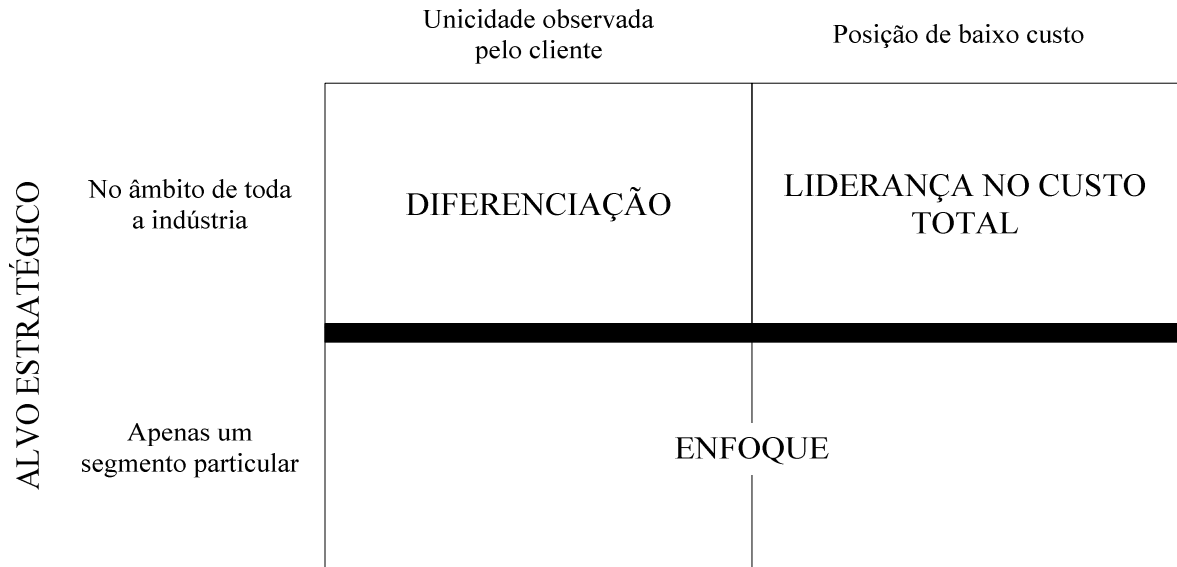 Unicidade observada
pelo cliente
Posição de baixo custo
ALVO ESTRATÉGICO
No âmbito de toda
a indústria
DIFERENCIAÇÃO
LIDERANÇA NO CUSTO
TOTAL
Apenas um
segmento particular
ENFOQUE